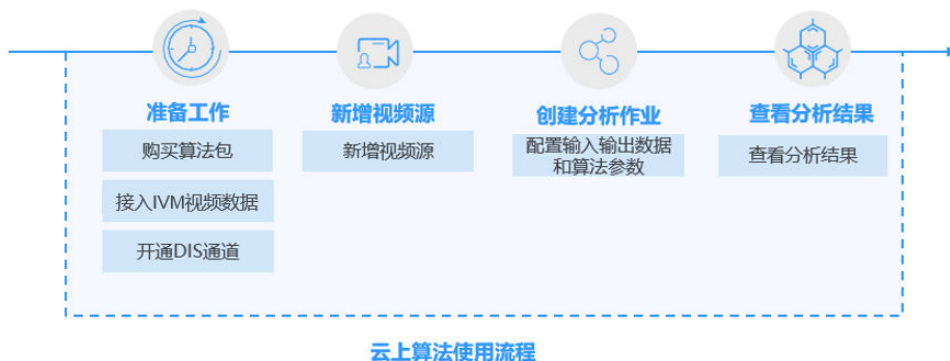 准备工作
购买算法包
接入IVM视频数据
开通DIS通道
新增视频源
新增视频源
创建分析作业
配置输入输出数据
和算法参数
查看分析结果
查看分析结果
云上算法使用流程